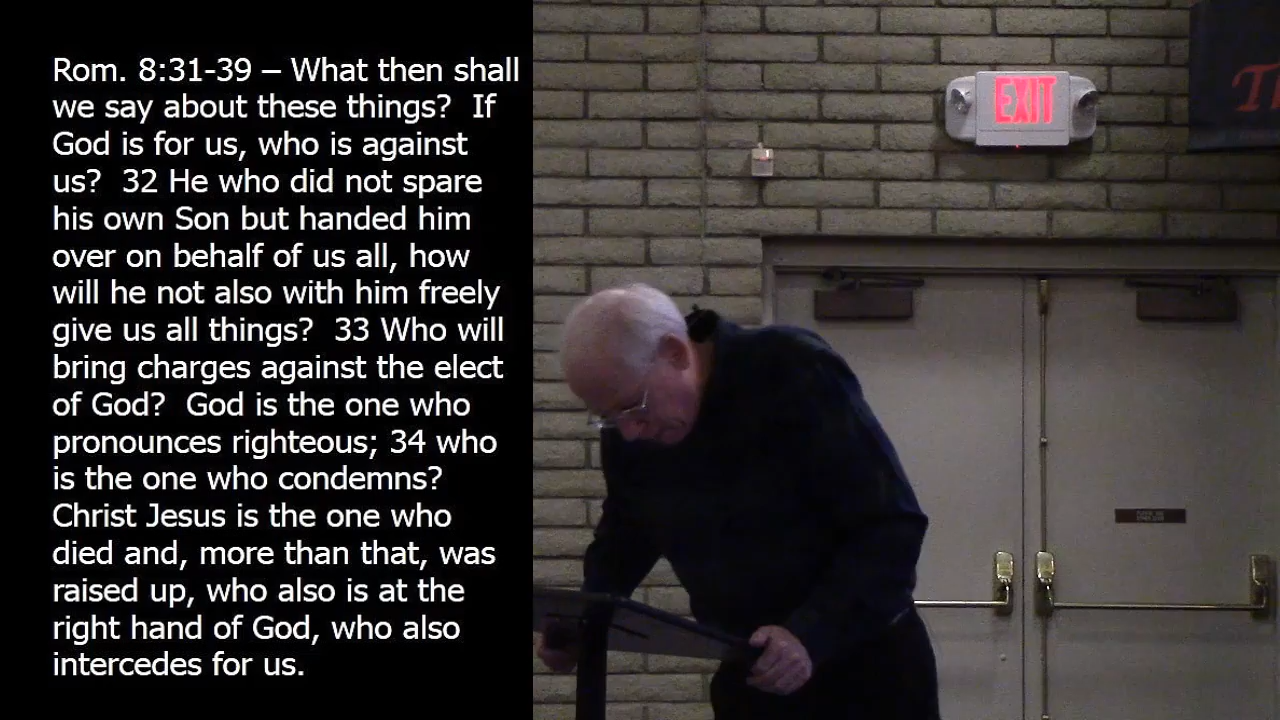 Rom. 8:31-39 – What then shall
we say about these things?  If
God is for us, who is against
us?  32 He who did not spare
his own Son but handed him
over on behalf of us all, how
will he not also with him freely
give us all things?  33 Who will
bring charges against the elect
of God?  God is the one who
pronounces righteous; 34 who
is the one who condemns?
Christ Jesus is the one who
died and, more than that, was
raised up, who also is at the
right hand of God, who also
intercedes for us.
EXIT